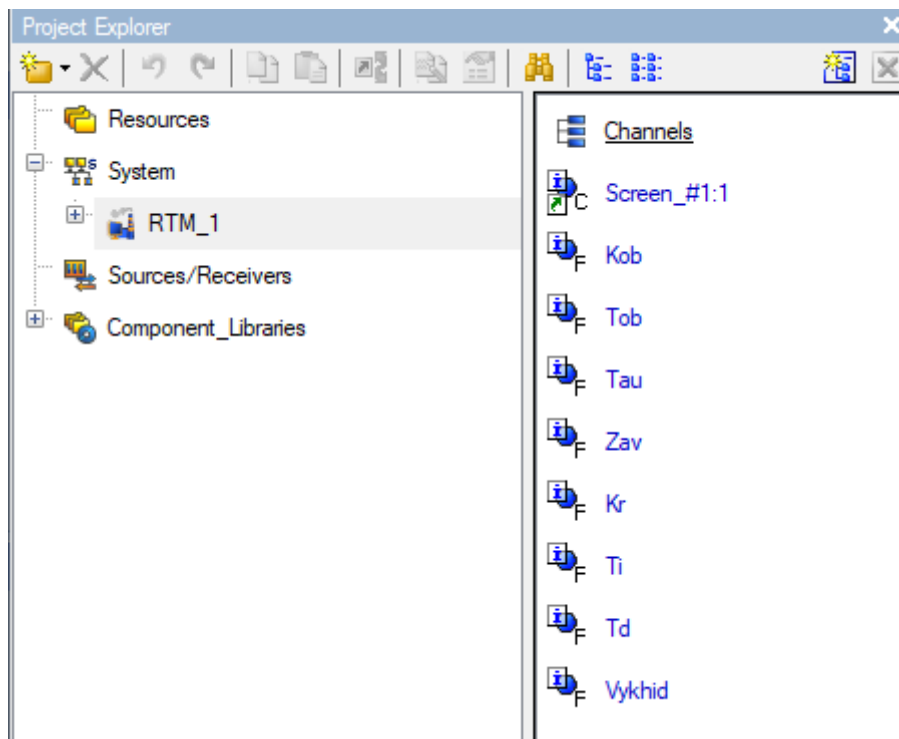 Project Explorer
Resources
System
S
RTM_1
Sources/Receivers
Component_Libraries
Channels
C Screen_#1:1
F Kob
F Tob
F Tau
F Zav
F Kr
F Ti
F Td
F Vykhid